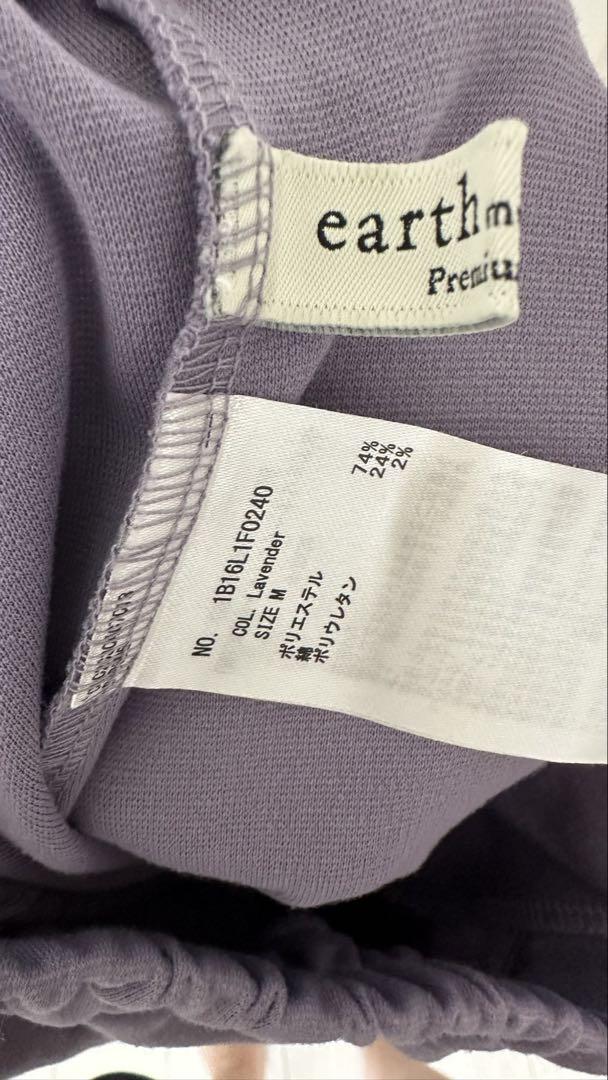 earth m
Premiu
NO. 1B16L1F0240
COL. Lavender
SIZE M
ポリエステル 74%
綿 24%
ポリウレタン 2%